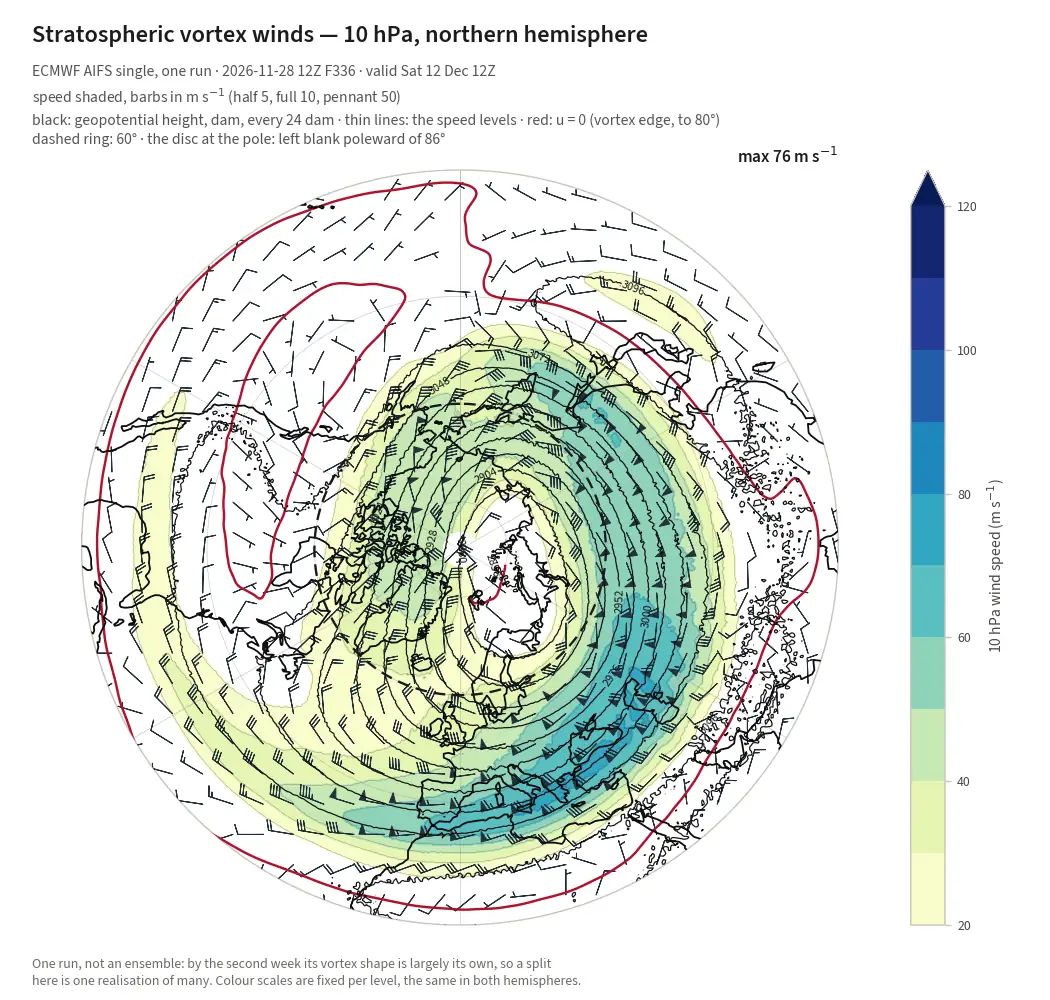 Stratospheric vortex winds — 10 hPa, northern hemisphere
ECMWF AIFS single, one run · 2026-11-28 12Z F336 · valid Sat 12 Dec 12Z
speed shaded, barbs in m s⁻¹ (half 5, full 10, pennant 50)
black: geopotential height, dam, every 24 dam · thin lines: the speed levels · red: u = 0 (vortex edge, to 80°)
dashed ring: 60° · the disc at the pole: left blank poleward of 86°
max 76 m s⁻¹
120
100
80
60
40
20
10 hPa wind speed (m s⁻¹)
3096
2928
2952
3000
One run, not an ensemble: by the second week its vortex shape is largely its own, so a split
here is one realisation of many. Colour scales are fixed per level, the same in both hemispheres.